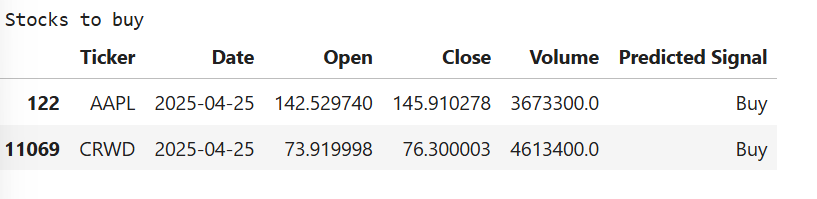 Stocks to buy
Ticker Date Open Close Volume Predicted Signal
122 AAPL 2025-04-25 142.529740 145.910278 3673300.0 Buy
11069 CRWD 2025-04-25 73.919998 76.300003 4613400.0 Buy